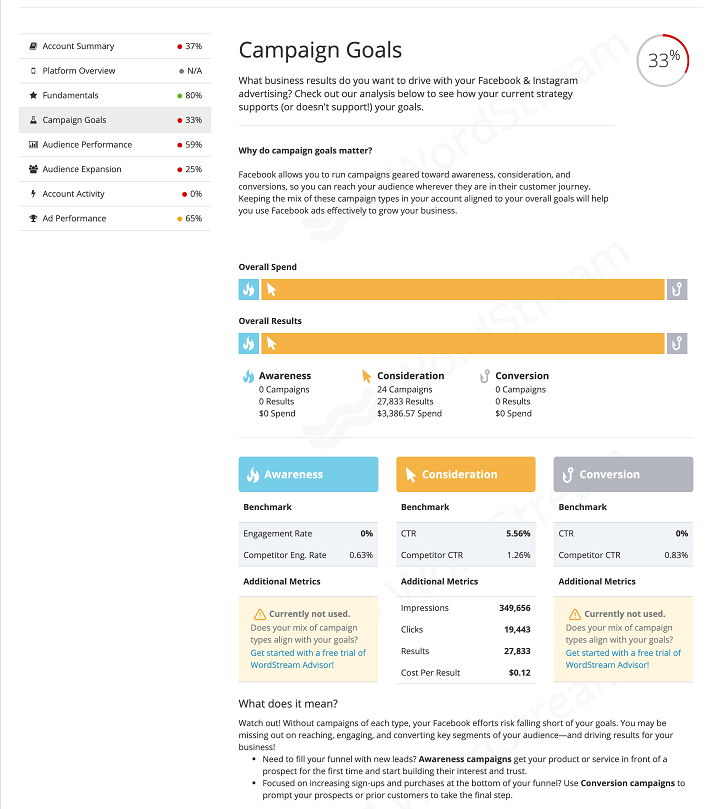 Account Summary 37%
Platform Overview N/A
Fundamentals 80%
Campaign Goals 33%
Audience Performance 59%
Audience Expansion 25%
Account Activity 0%
Ad Performance 65%
Campaign Goals
33%
What business results do you want to drive with your Facebook & Instagram
advertising? Check out our analysis below to see how your current strategy
supports (or doesn't support!) your goals.
Why do campaign goals matter?
Facebook allows you to run campaigns geared toward awareness, consideration, and
conversions, so you can reach your audience wherever they are in their customer journey.
Keeping the mix of these campaign types in your account aligned to your overall goals will help
you use Facebook ads effectively to grow your business.
Overall Spend
Overall Results
Awareness
0 Campaigns
0 Results
$0 Spend
Consideration
24 Campaigns
27,833 Results
$3,386.57 Spend
Conversion
0 Campaigns
0 Results
$0 Spend
Awareness
Benchmark
Engagement Rate 0%
Competitor Eng. Rate 0.63%
Additional Metrics
Currently not used.
Does your mix of campaign
types align with your goals?
Get started with a free trial of
WordStream Advisor!
Consideration
Benchmark
CTR 5.56%
Competitor CTR 1.26%
Additional Metrics
Impressions 349,656
Clicks 19,443
Results 27,833
Cost Per Result $0.12
Conversion
Benchmark
CTR 0%
Competitor CTR 0.83%
Additional Metrics
Currently not used.
Does your mix of campaign
types align with your goals?
Get started with a free trial of
WordStream Advisor!
What does it mean?
Watch out! Without campaigns of each type, your Facebook efforts risk falling short of your goals. You may be
missing out on reaching, engaging, and converting key segments of your audience—and driving results for your
business!
• Need to fill your funnel with new leads? Awareness campaigns get your product or service in front of a
prospect for the first time and start building their interest and trust.
• Focused on increasing sign-ups and purchases at the bottom of your funnel? Use Conversion campaigns to
prompt your prospects or prior customers to take the final step.
WordStream
WordStream
WordStream